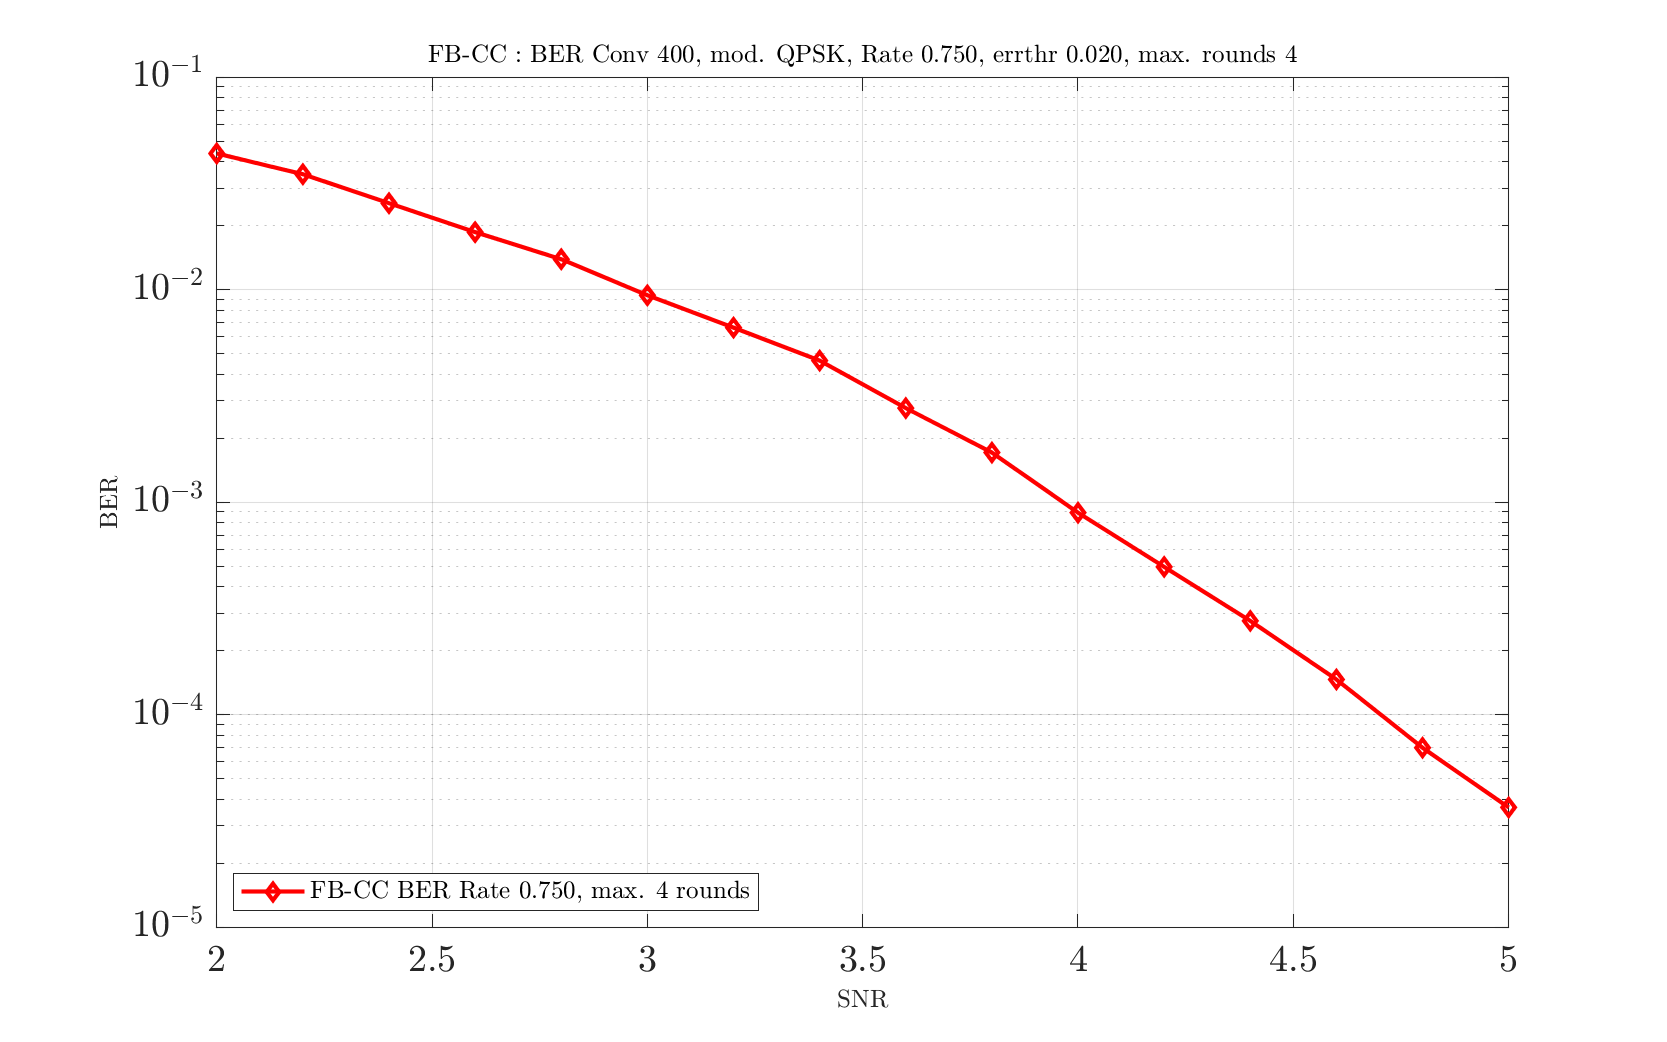 FB-CC : BER Conv 400, mod. QPSK, Rate 0.750, errthr 0.020, max. rounds 4
10^{-1}
10^{-2}
10^{-3}
10^{-4}
10^{-5}
BER
FB-CC BER Rate 0.750, max. 4 rounds
2 2.5 3 3.5 4 4.5 5
SNR